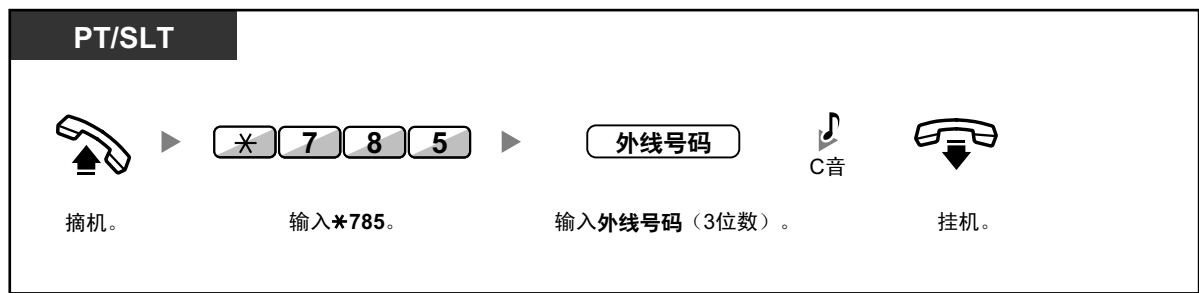 PT/SLT
* 7 8 5
外线号码
C音
摘机。
输入*785。
输入外线号码（3位数）。
挂机。